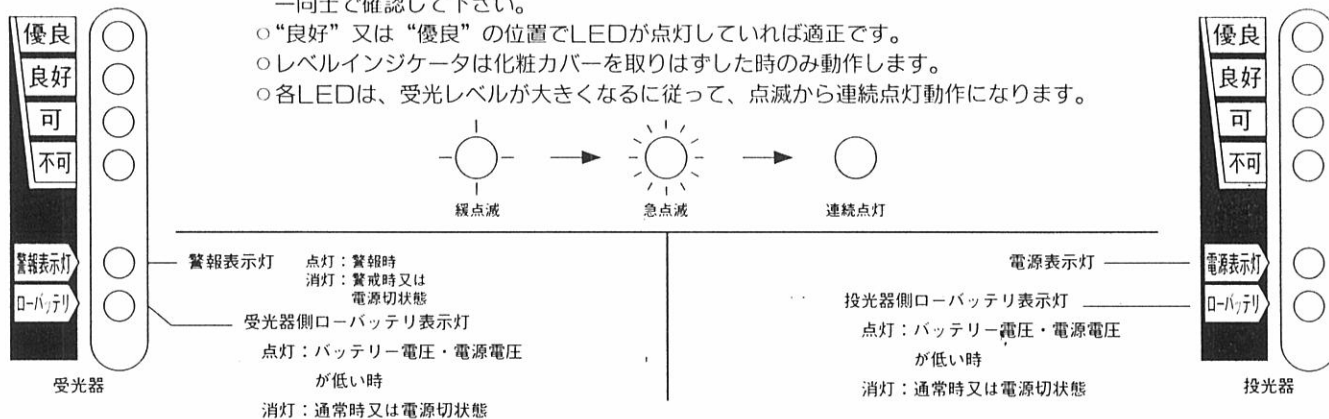 一同士で確認して下さい。
○“良好”又は“優良”の位置でLEDが点灯していれば適正です。
○レベルインジケータは化粧カバーを取りはずした時のみ動作します。
○各LEDは、受光レベルが大きくなるに従って、点滅から連続点灯動作になります。
緩点滅
急点滅
連続点灯
優良
良好
可
不可
警報表示灯
ローバッテリ
受光器
警報表示灯 点灯：警報時
消灯：警戒時又は
電源切状態
受光器側ローバッテリ表示灯
点灯：バッテリー電圧・電源電圧
が低い時
消灯：通常時又は電源切状態
電源表示灯
投光器側ローバッテリ表示灯
点灯：バッテリー電圧・電源電圧
が低い時
消灯：通常時又は電源切状態
優良
良好
可
不可
電源表示灯
ローバッテリ
投光器